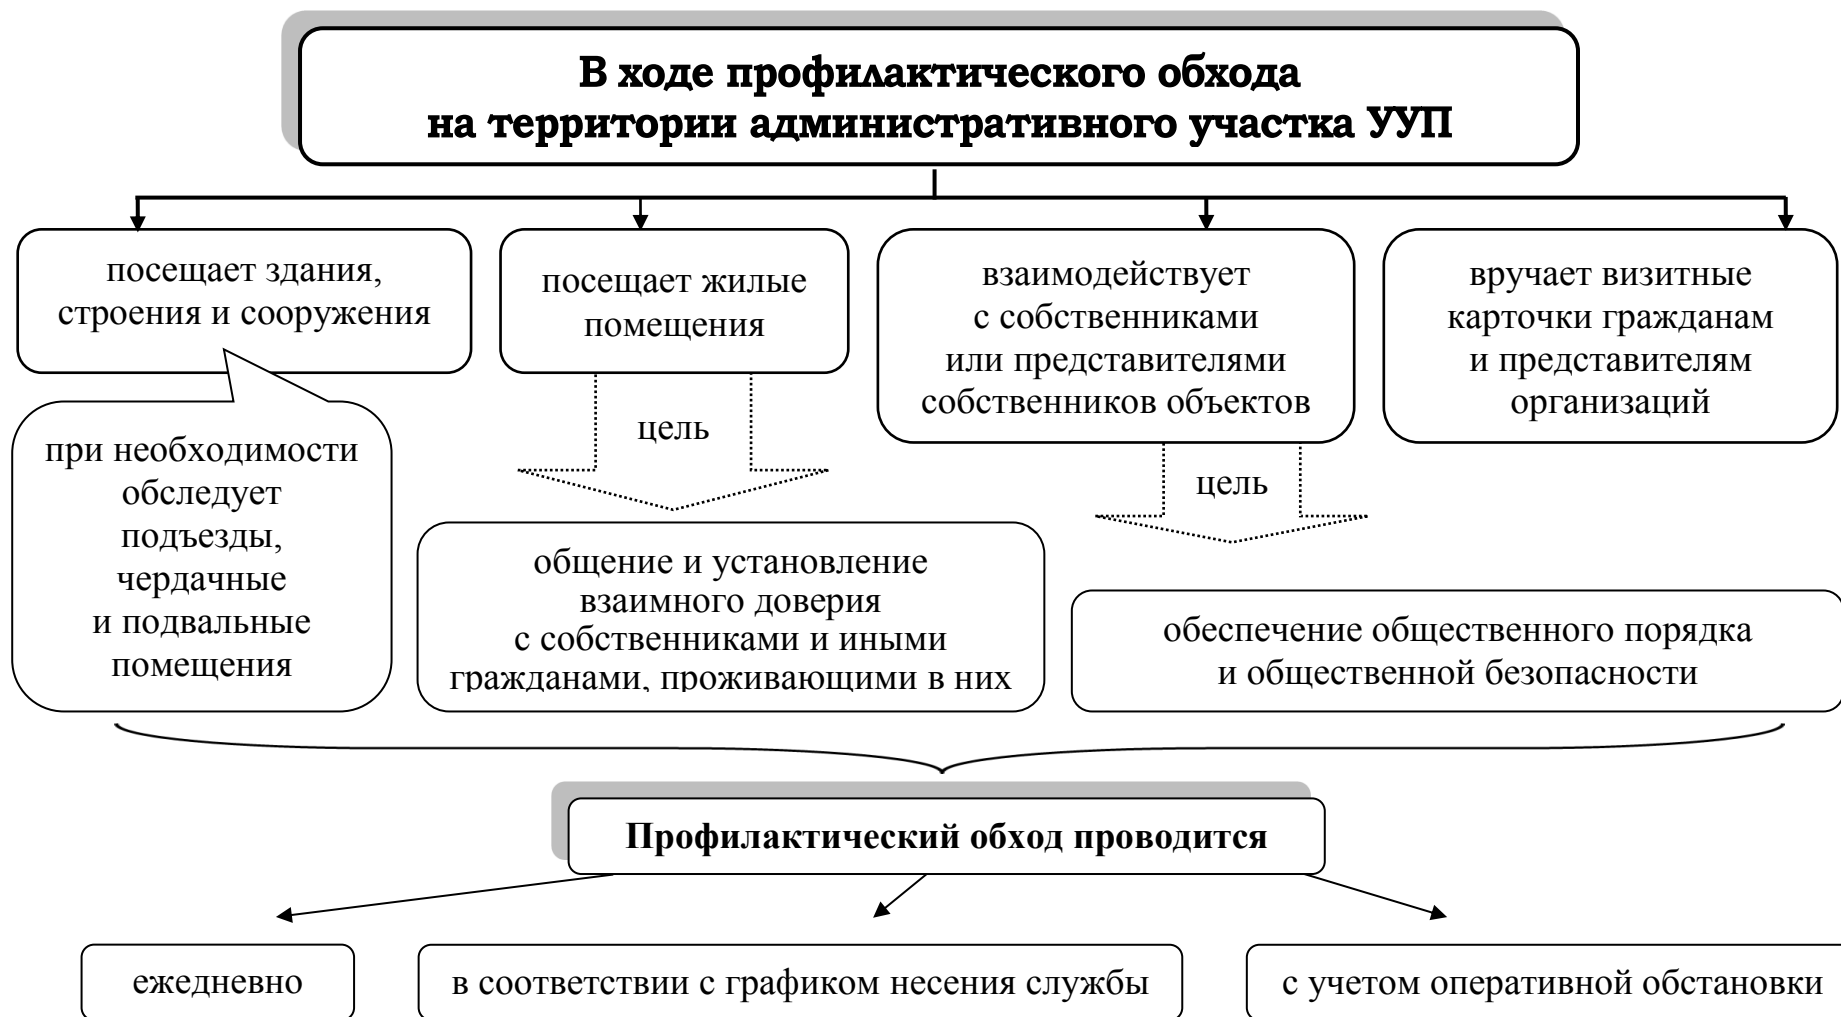 В ходе профилактического обхода
на территории административного участка УУП
посещает здания,
строения и сооружения
посещает жилые
помещения
взаимодействует
с собственниками
или представителями
собственников объектов
вручает визитные
карточки гражданам
и представителям
организаций
при необходимости
обследует
подъезды,
чердачные
и подвальные
помещения
цель
общение и установление
взаимного доверия
с собственниками и иными
гражданами, проживающими в них
цель
обеспечение общественного порядка
и общественной безопасности
Профилактический обход проводится
ежедневно
в соответствии с графиком несения службы
с учетом оперативной обстановки